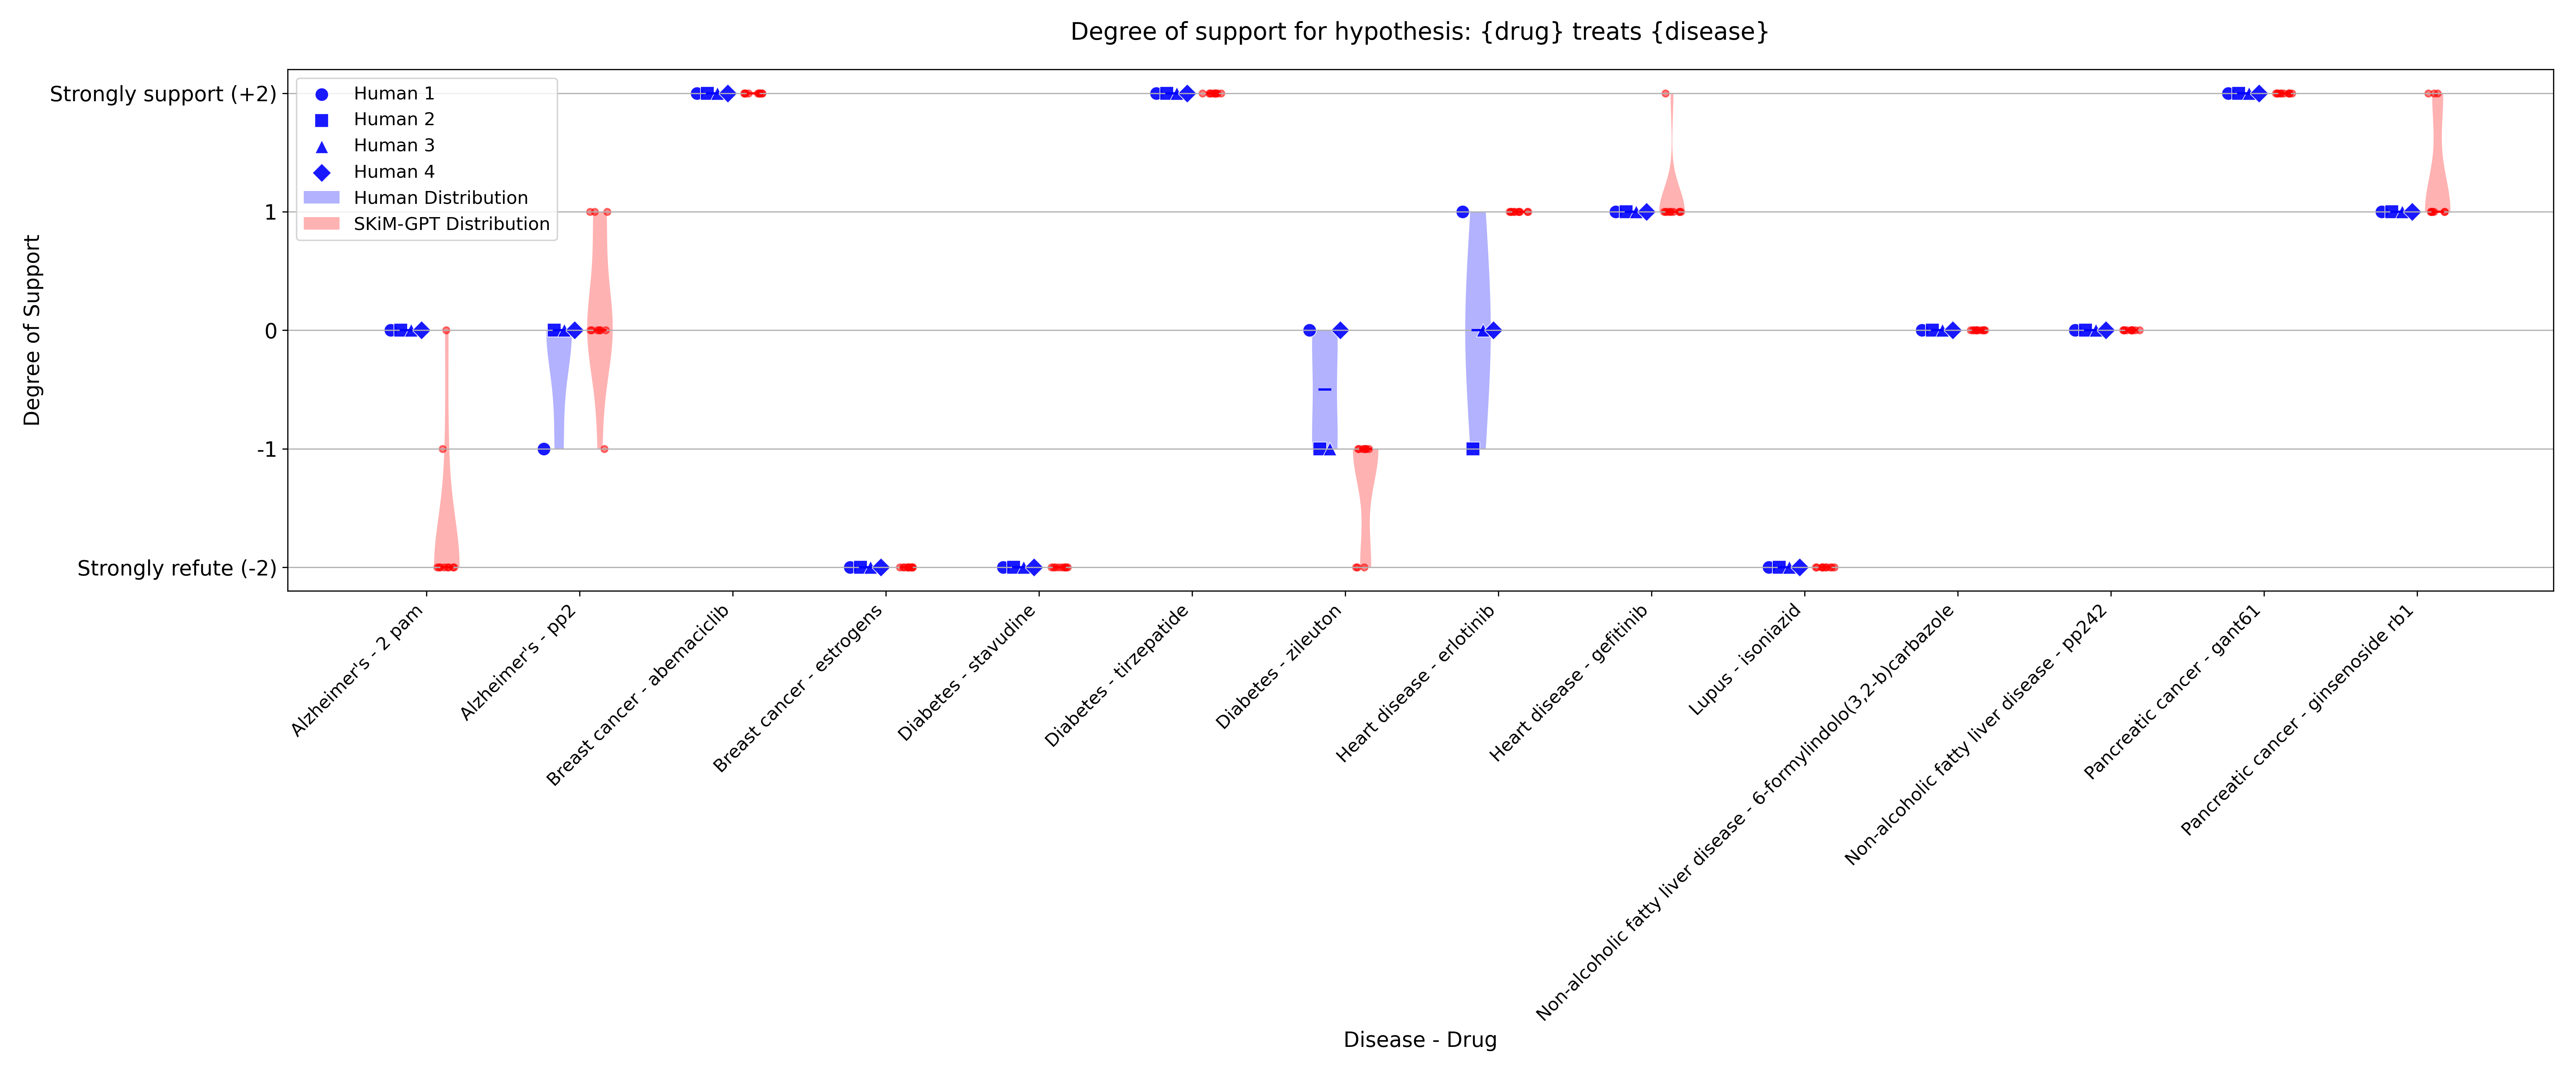 Degree of support for hypothesis: {drug} treats {disease}
Strongly support (+2)
1
0
-1
Strongly refute (-2)
Degree of Support
Human 1
Human 2
Human 3
Human 4
Human Distribution
SKiM-GPT Distribution
Alzheimer's - 2 pam
Alzheimer's - pp2
Breast cancer - abemaciclib
Breast cancer - estrogens
Diabetes - stavudine
Diabetes - tirzepatide
Diabetes - zileuton
Heart disease - erlotinib
Heart disease - gefitinib
Lupus - isoniazid
Non-alcoholic fatty liver disease - 6-formylindolo(3,2-b)carbazole
Non-alcoholic fatty liver disease - pp242
Pancreatic cancer - gant61
Pancreatic cancer - ginsenoside rb1
Disease - Drug